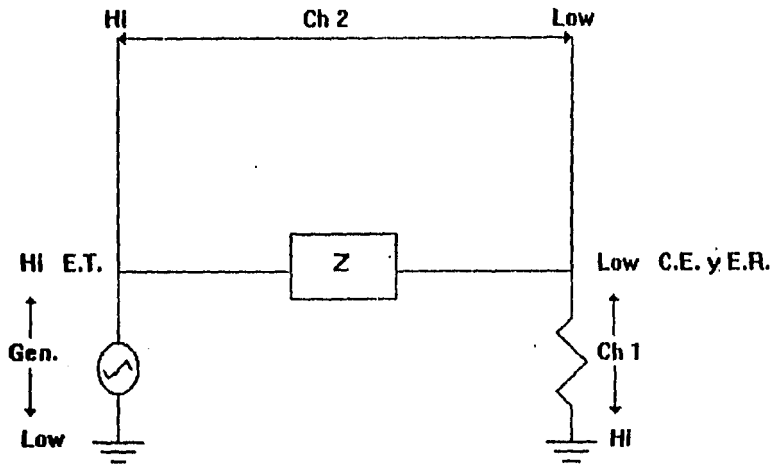 Hi Ch 2 Low
Hi E.T. Z Low C.E. y E.R.
Gen. Ch 1
Low Hi